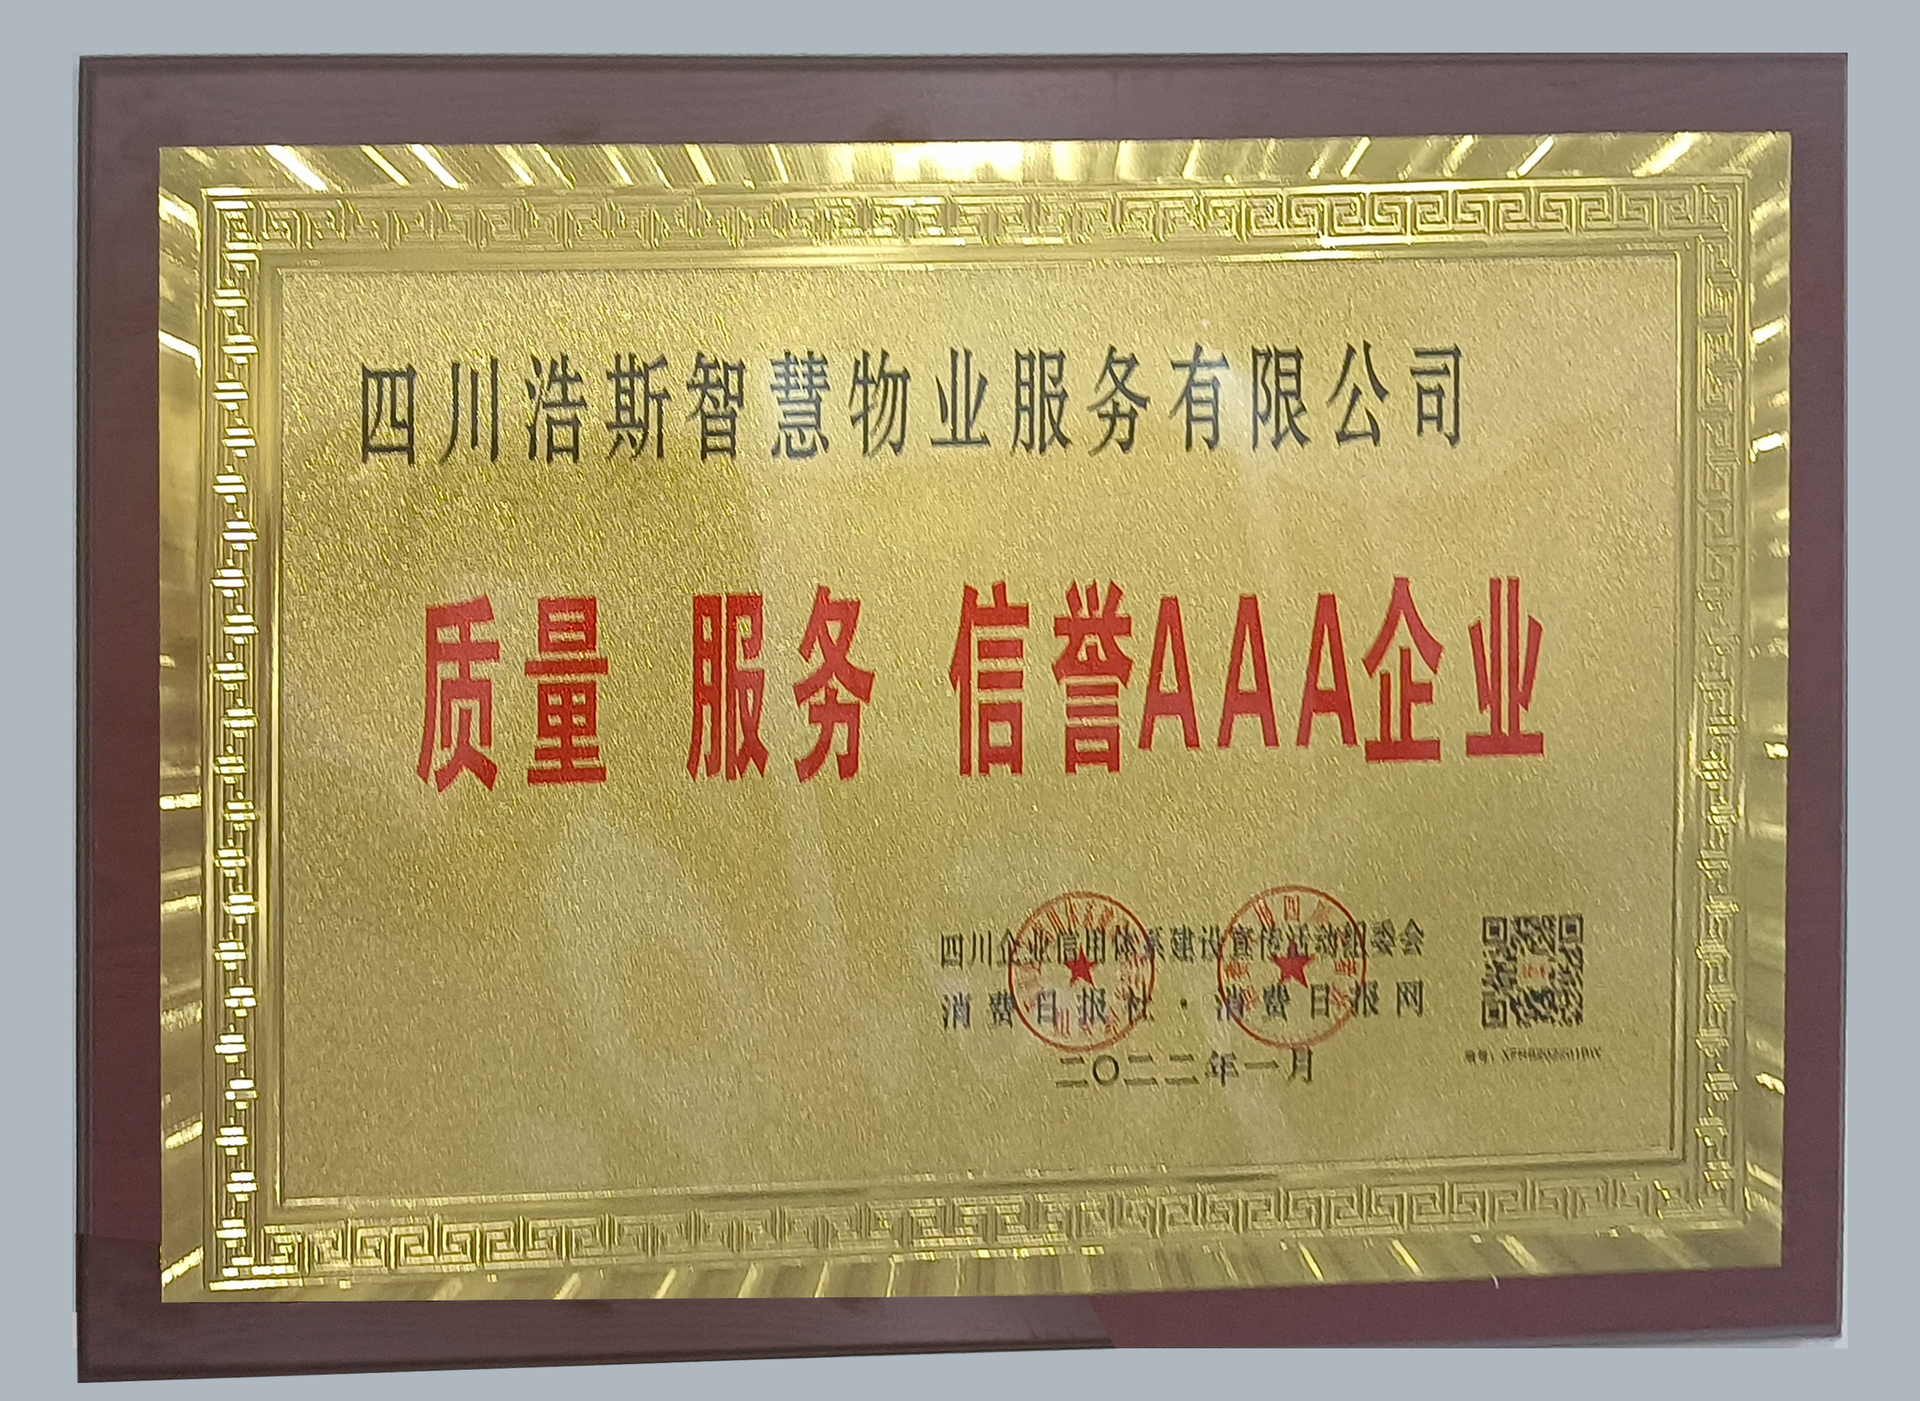 四川浩斯智慧物业服务有限公司
质量 服务 信誉AAA企业
四川企业信用体系建设宣传活动组委会
消费日报社·消费日报网
二〇二二年一月